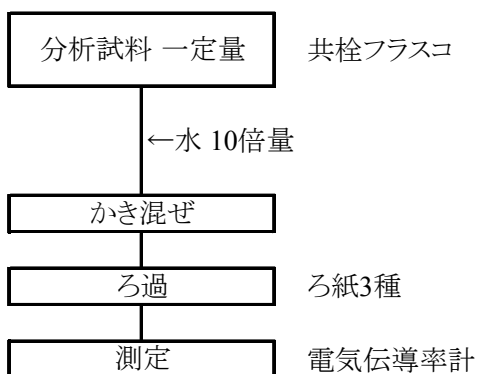 分析試料 一定量　共栓フラスコ
←水 10倍量
かき混ぜ
ろ過　ろ紙3種
測定　電気伝導率計